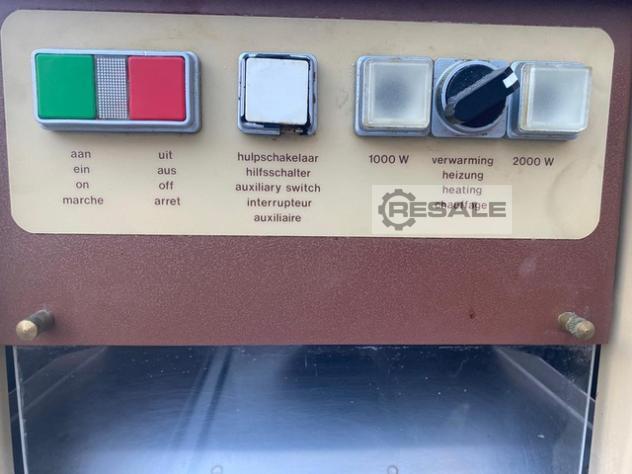 aan
ein
on
marche
uit
aus
off
arret
hulpschakelaar
hilfsschalter
auxiliary switch
interrupteur
auxiliaire
1000 W
verwarming
heizung
heating
chauffage
2000 W
RESALE